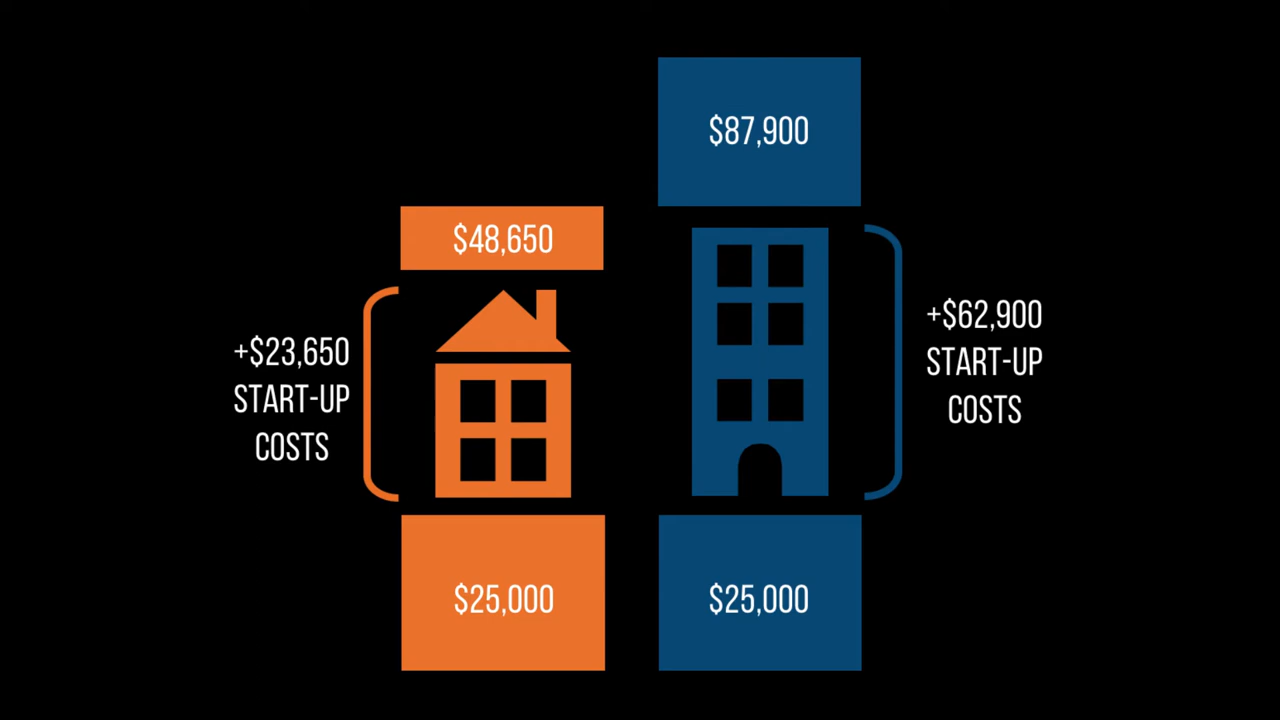 $87,900
$48,650
+$23,650
START-UP
COSTS
+$62,900
START-UP
COSTS
$25,000
$25,000